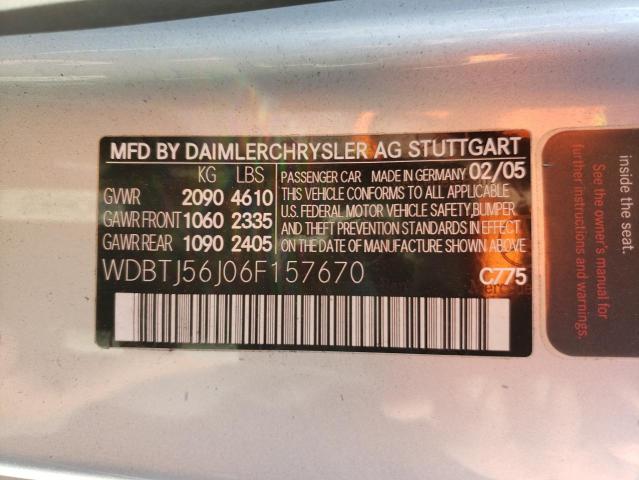 MFD BY DAIMLERCHRYSLER AG STUTTGART
KG LBS
GVWR 2090 4610
GAWR FRONT 1060 2335
GAWR REAR 1090 2405
PASSENGER CAR MADE IN GERMANY 02/05
THIS VEHICLE CONFORMS TO ALL APPLICABLE
U.S. FEDERAL MOTOR VEHICLE SAFETY,BUMPER
AND THEFT PREVENTION STANDARDS IN EFFECT
ON THE DATE OF MANUFACTURE SHOWN ABOVE
WDBTJ56J06F157670
C775
inside the seat.
See the owner's manual for
further instructions and warnings.